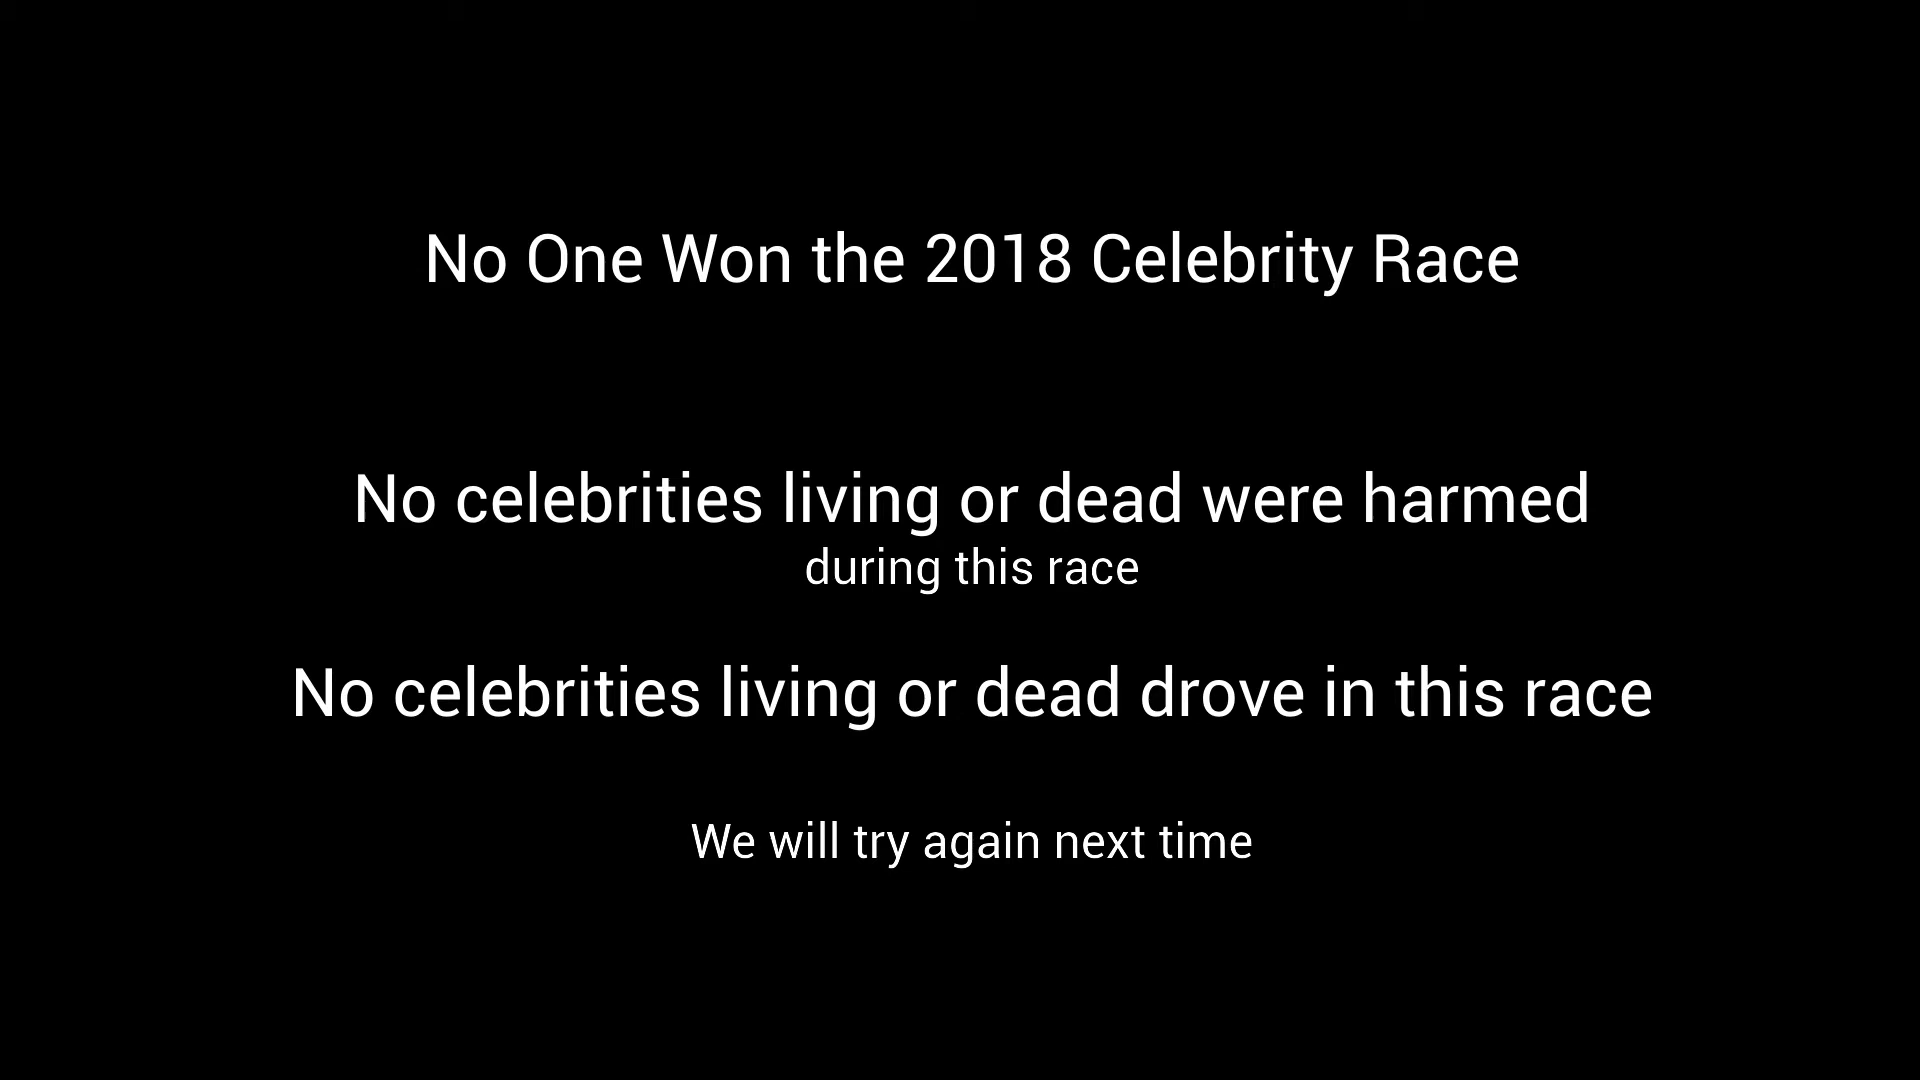 No One Won the 2018 Celebrity Race
No celebrities living or dead were harmed
during this race
No celebrities living or dead drove in this race
We will try again next time